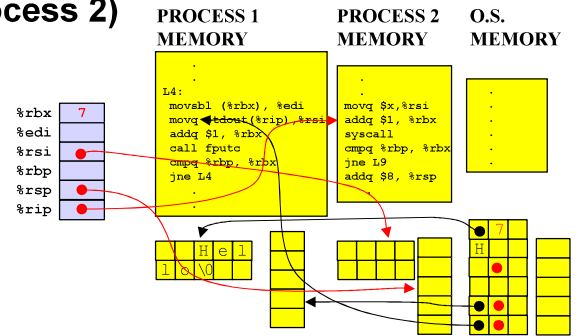 ocess 2)
PROCESS 1 MEMORY
PROCESS 2 MEMORY
O.S. MEMORY
%rbx 7
%edi
%rsi
%rbp
%rsp
%rip
.
.
L4:
movsbl (%rbx), %edi
movq stdout(%rip),%rsi
addq $1, %rbx
call fputc
cmpq %rbp, %rbx
jne L4
.
.
.
.
movq $x,%rsi
addq $1, %rbx
syscall
cmpq %rbp, %rbx
jne L9
addq $8, %rsp
.
.
.
.
.
.
.
H e l
l o \0
7
H